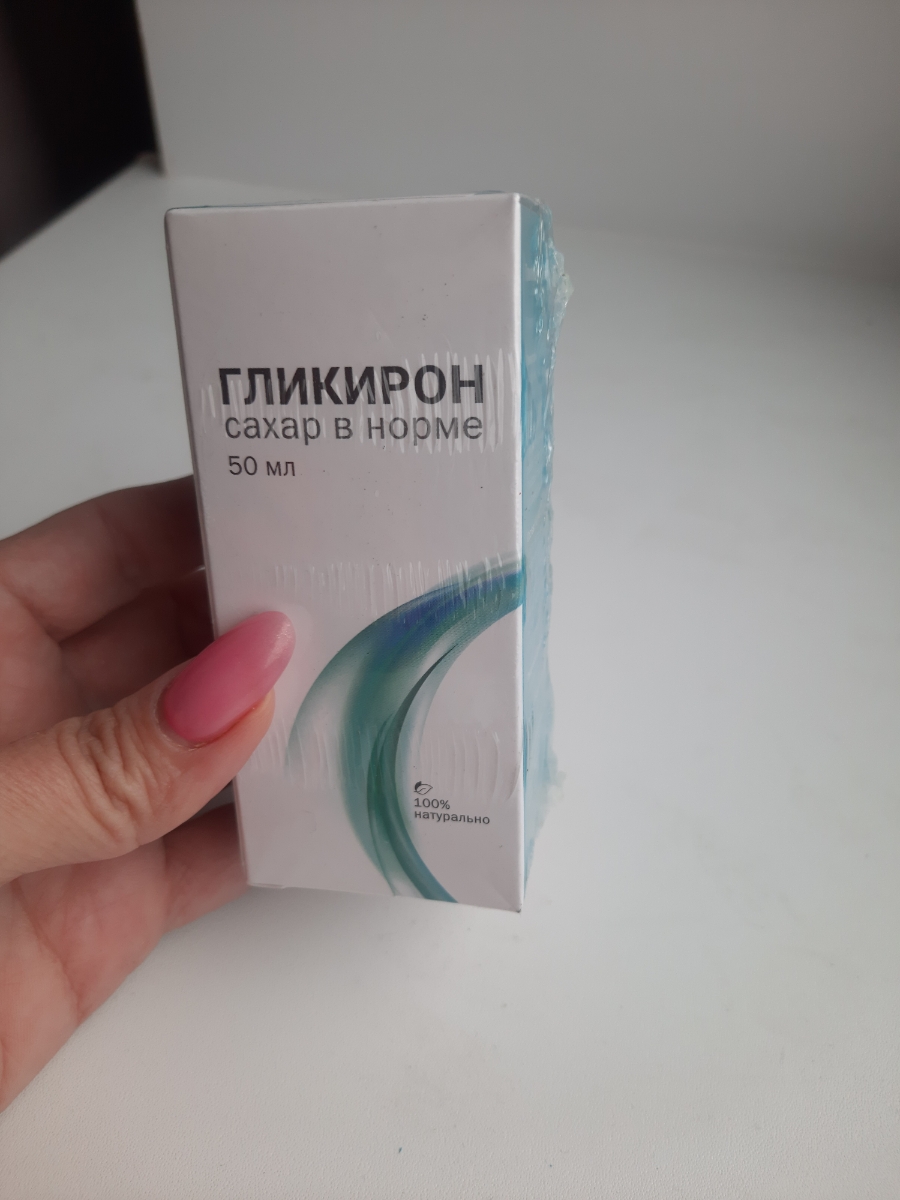 ГЛИКИРОН
сахар в норме
50 мл
100%
натурально